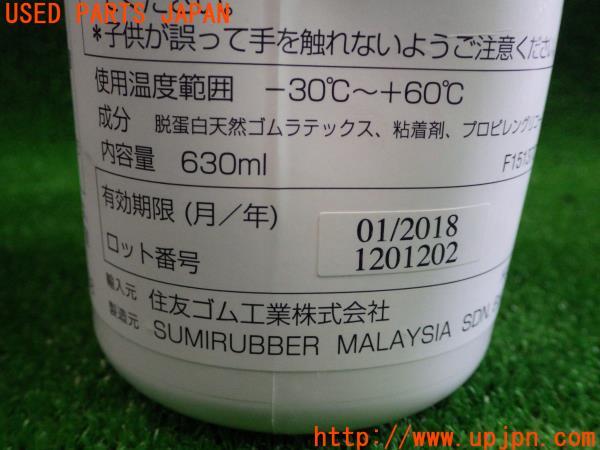 USED PARTS JAPAN
*子供が誤って手を触れないようご注意くださ
使用温度範囲 −30℃〜+60℃
成分 脱蛋白天然ゴムラテックス、粘着剤、プロピレングリコー
内容量 630ml F1513
有効期限(月/年) 01/2018
ロット番号 1201202
輸入元 住友ゴム工業株式会社
製造元 SUMIRUBBER MALAYSIA SDN.
http://www.upjpn.com